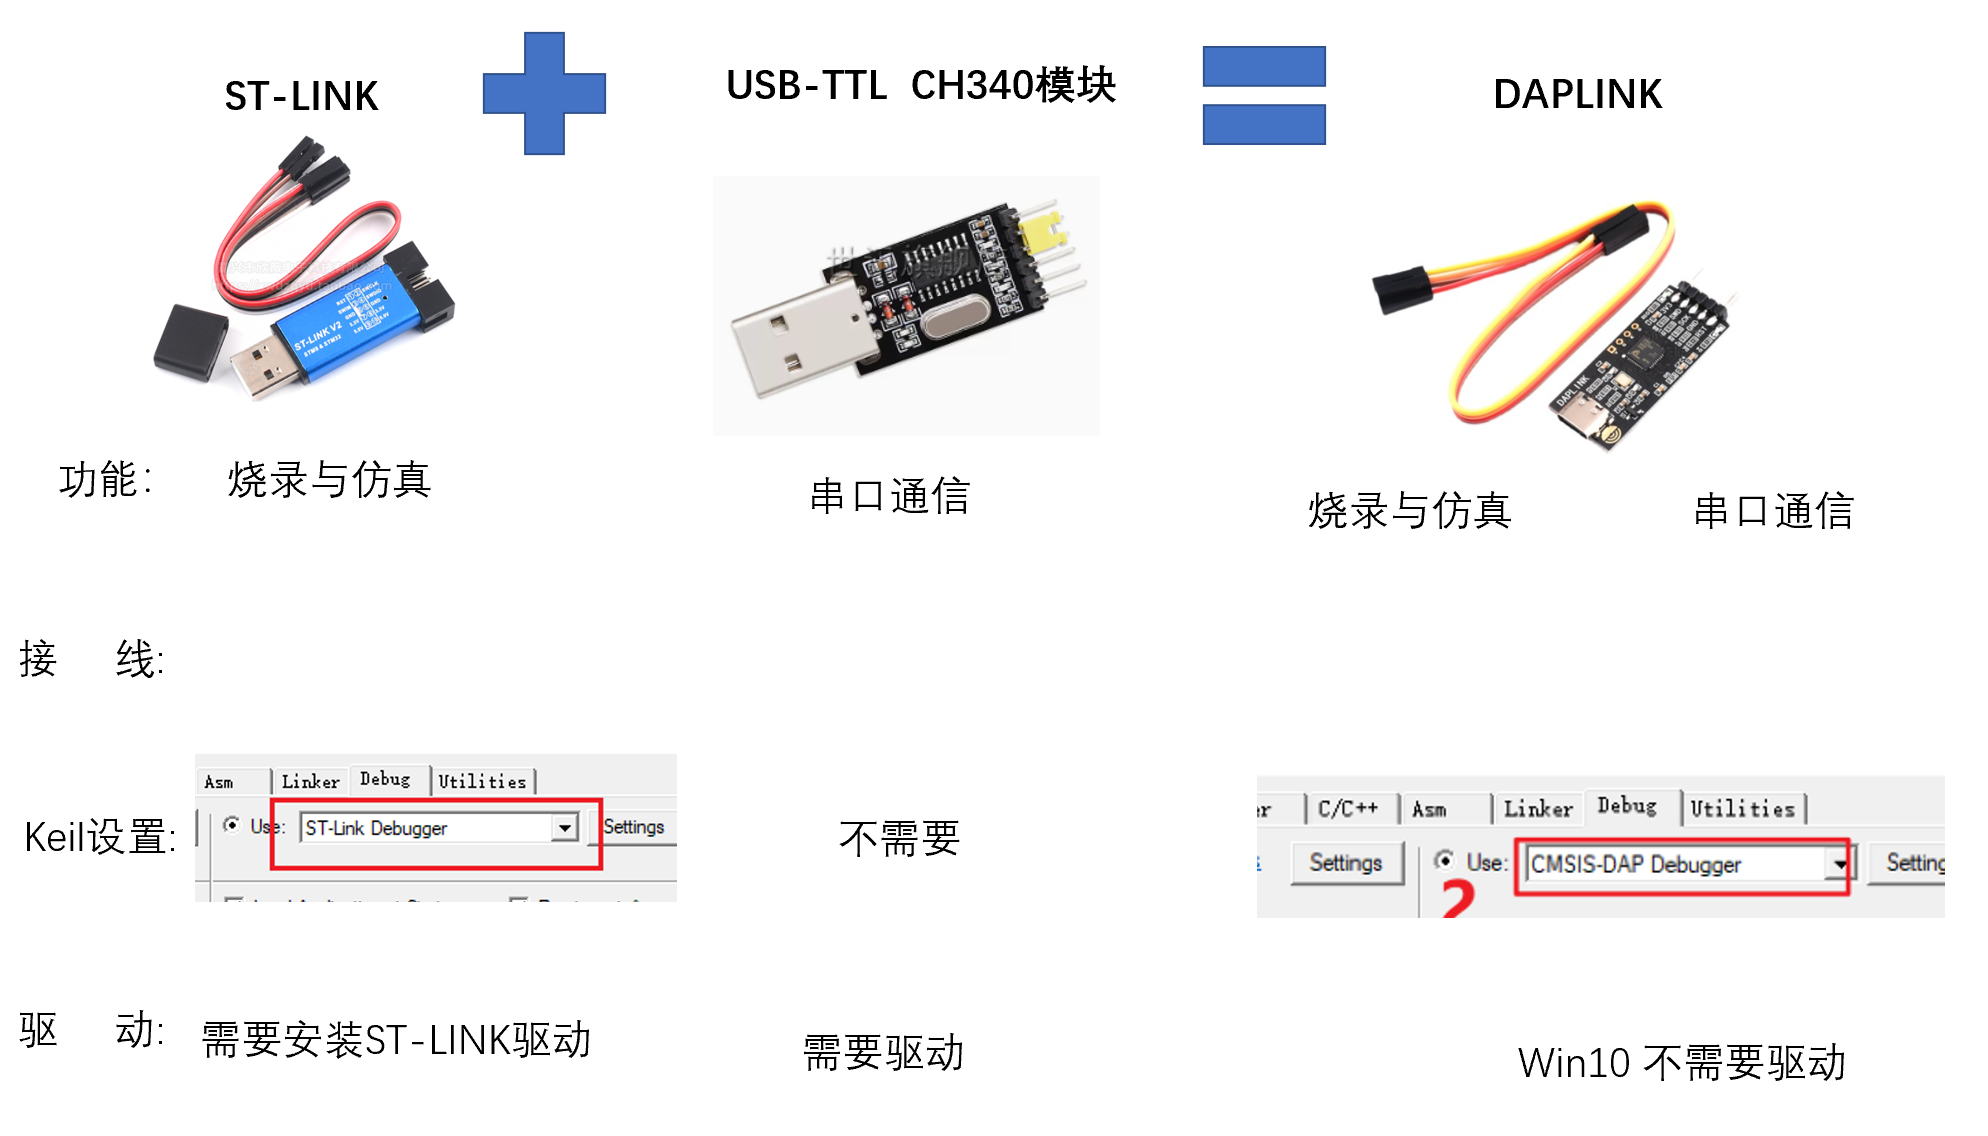 ST-LINK
USB-TTL CH340模块
DAPLINK
ST-LINK V2
STM8 & STM32
DAPLINK
功能:
烧录与仿真
串口通信
烧录与仿真
串口通信
接 线:
Keil设置:
Asm Linker Debug Utilities
Use: ST-Link Debugger Settings
不需要
C/C++ Asm Linker Debug Utilities
Settings Use: CMSIS-DAP Debugger
2
驱 动:
需要安装ST-LINK驱动
需要驱动
Win10 不需要驱动